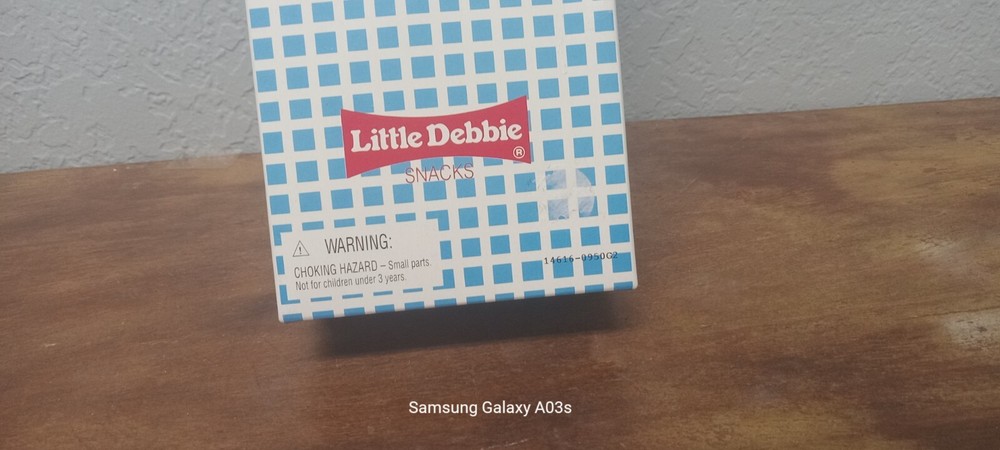 Little Debbie
®
SNACKS
WARNING:
CHOKING HAZARD – Small parts.
Not for children under 3 years.
14616-0950G2
Samsung Galaxy A03s